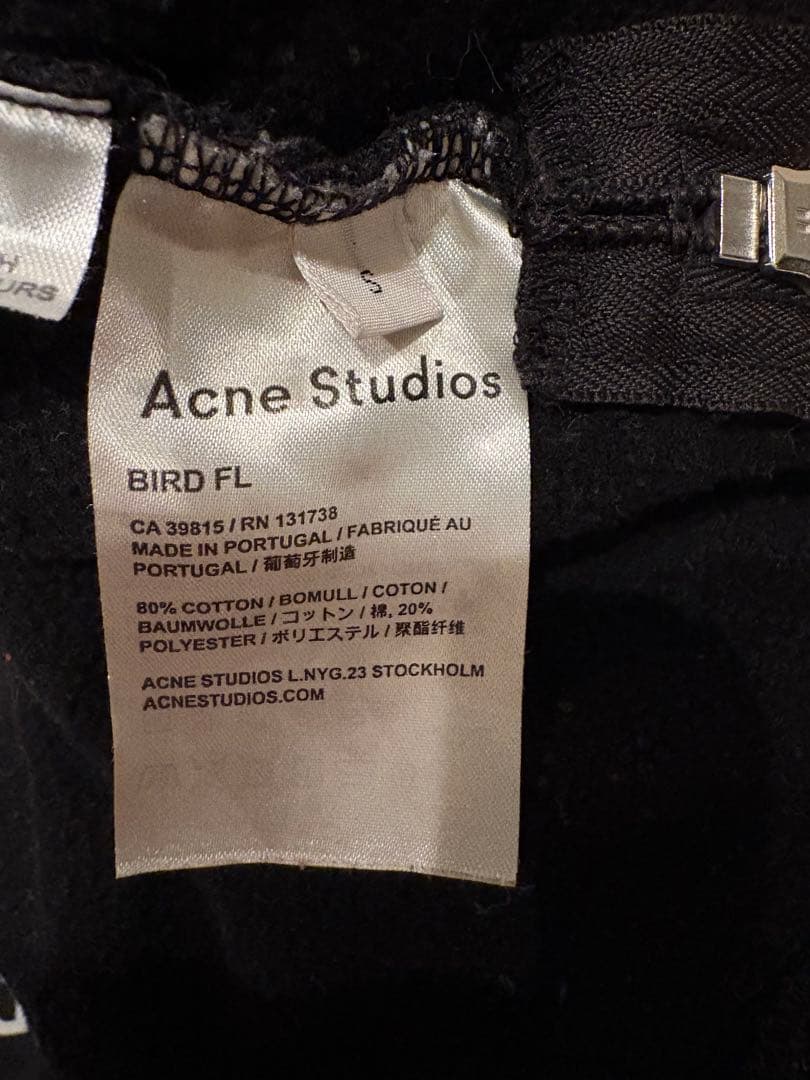 H
URS
S
Acne Studios
BIRD FL
CA 39815 / RN 131738
MADE IN PORTUGAL / FABRIQUÉ AU
PORTUGAL / 葡萄牙制造
80% COTTON / BOMULL / COTON /
BAUMWOLLE / コットン / 棉, 20%
POLYESTER / ポリエステル / 聚酯纤维
ACNE STUDIOS L.NYG.23 STOCKHOLM
ACNESTUDIOS.COM